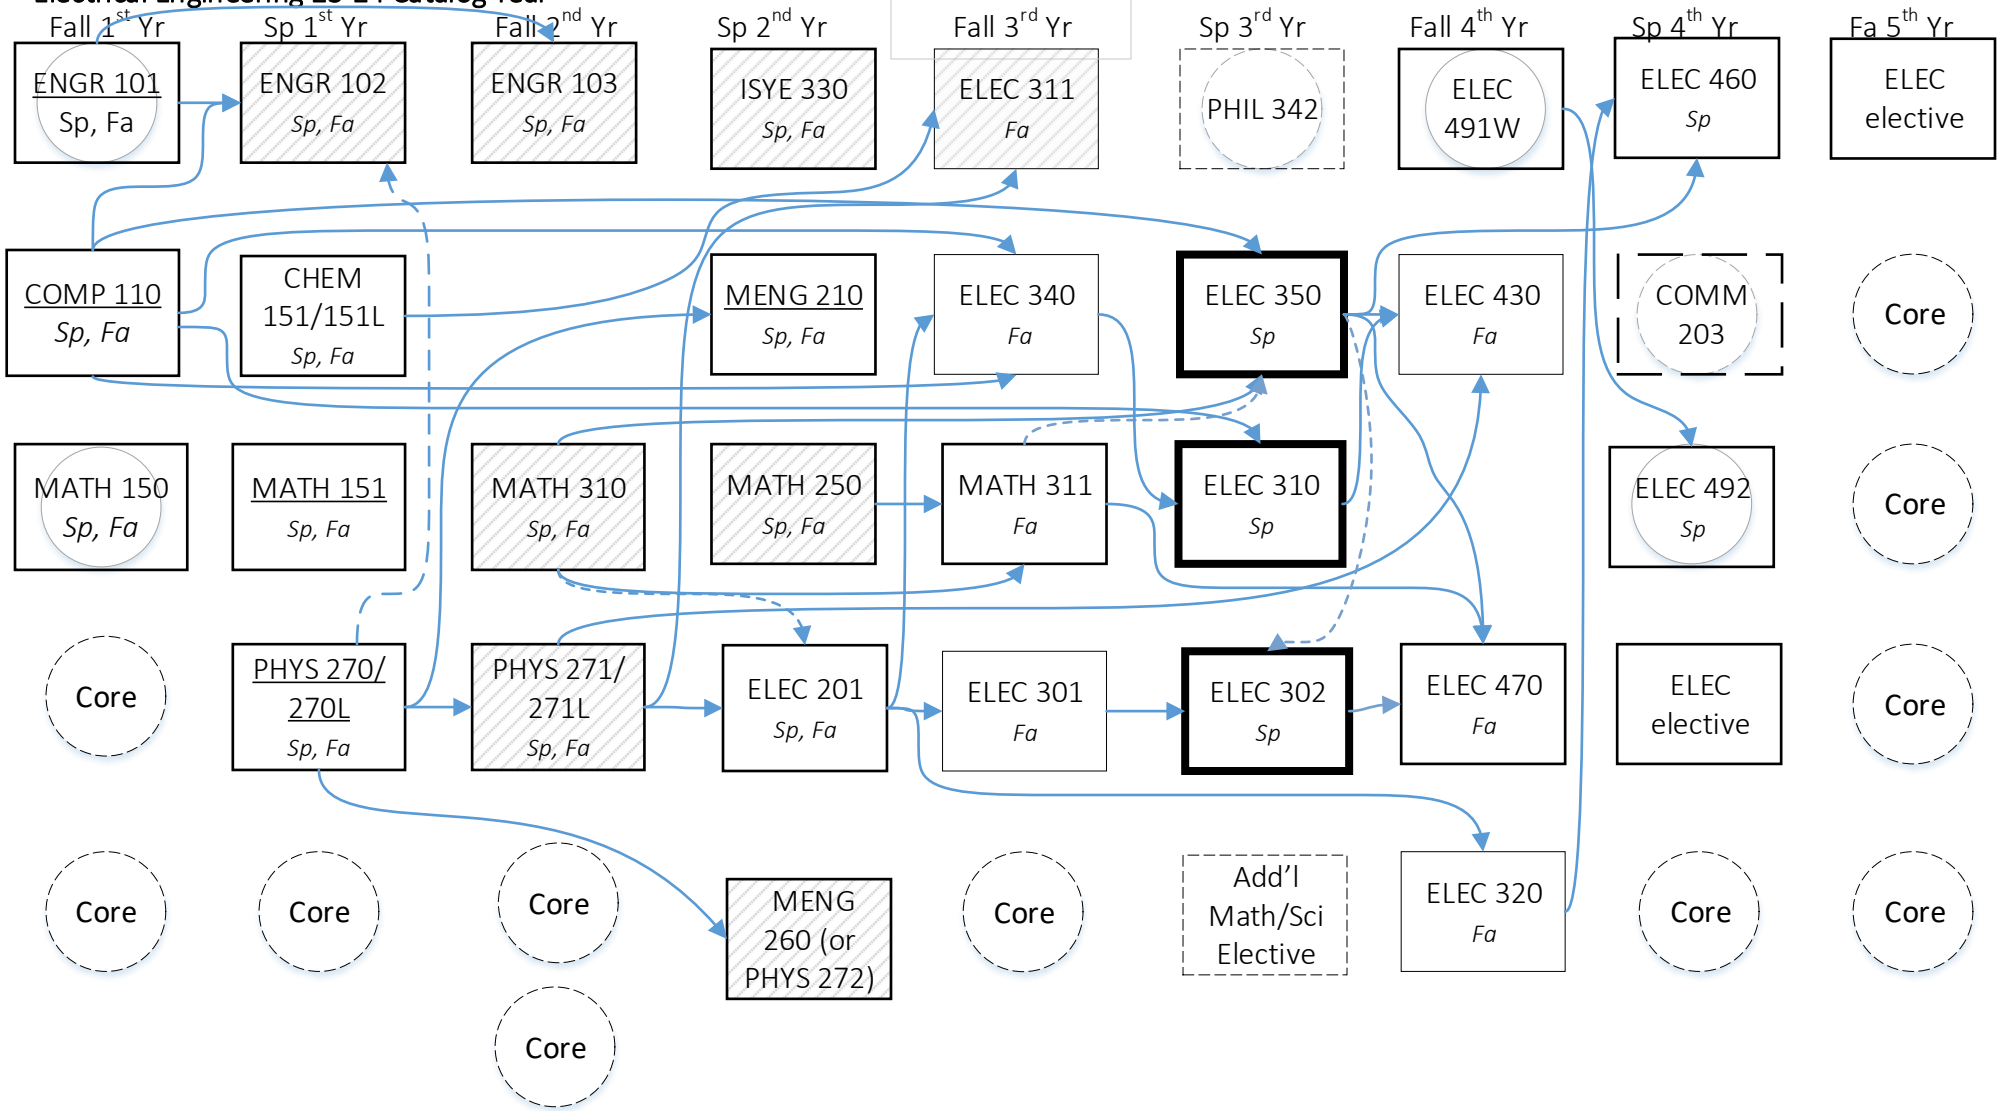 Electrical Engineering 23-24 Catalog Year
Fall 1st Yr
Sp 1st Yr
Fall 2nd Yr
Sp 2nd Yr
Fall 3rd Yr
Sp 3rd Yr
Fall 4th Yr
Sp 4th Yr
Fa 5th Yr
ENGR 101
Sp, Fa
ENGR 102
Sp, Fa
ENGR 103
Sp, Fa
ISYE 330
Sp, Fa
ELEC 311
Fa
PHIL 342
ELEC
491W
ELEC 460
Sp
ELEC
elective
COMP 110
Sp, Fa
CHEM
151/151L
Sp, Fa
MENG 210
Sp, Fa
ELEC 340
Fa
ELEC 350
Sp
ELEC 430
Fa
COMM
203
Core
MATH 150
Sp, Fa
MATH 151
Sp, Fa
MATH 310
Sp, Fa
MATH 250
Sp, Fa
MATH 311
Fa
ELEC 310
Sp
ELEC 492
Sp
Core
Core
PHYS 270/
270L
Sp, Fa
PHYS 271/
271L
Sp, Fa
ELEC 201
Sp, Fa
ELEC 301
Fa
ELEC 302
Sp
ELEC 470
Fa
ELEC
elective
Core
Core
Core
Core
MENG
260 (or
PHYS 272)
Core
Add'l
Math/Sci
Elective
ELEC 320
Fa
Core
Core
Core